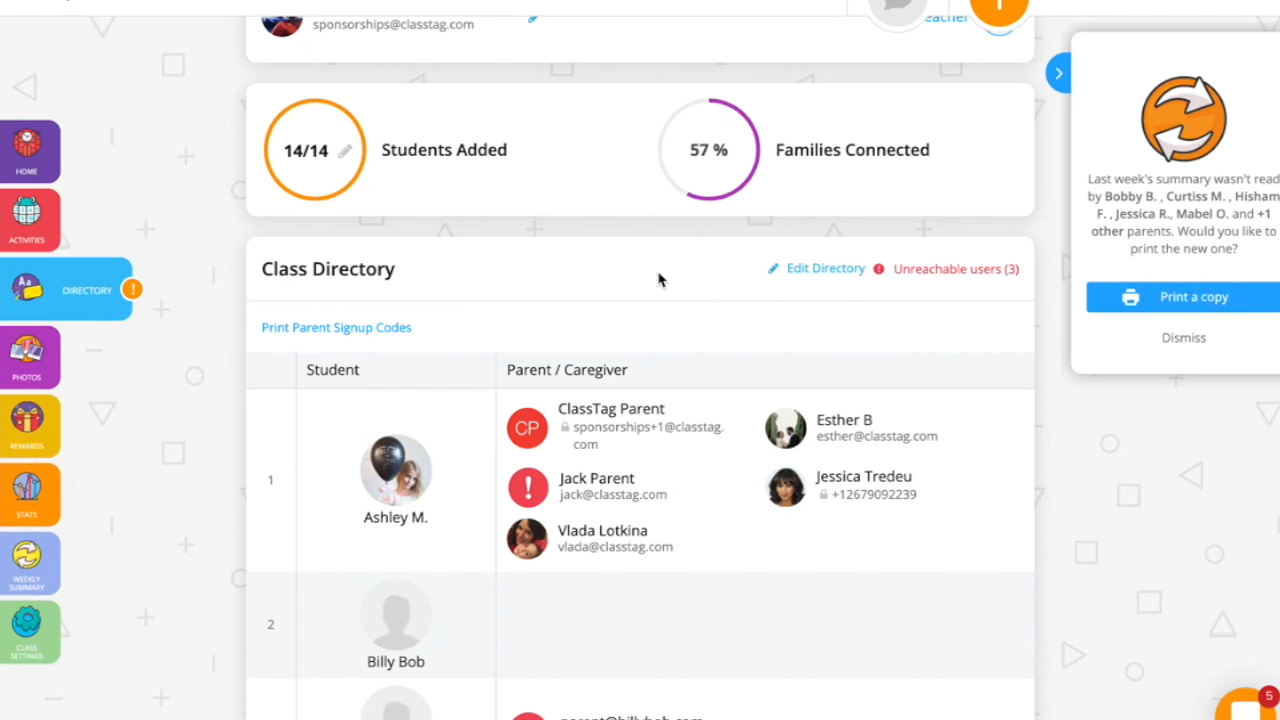 sponsorships@classtag.com
14/14
Students Added
57 %
Families Connected
HOME
ACTIVITIES
DIRECTORY
!
PHOTOS
REWARDS
STATS
WEEKLY
SUMMARY
CLASS
SETTINGS
Class Directory
Edit Directory
! Unreachable users (3)
Print Parent Signup Codes
Student
Parent / Caregiver
1
Ashley M.
CP
ClassTag Parent
sponsorships+1@classtag.
com
Esther B
esther@classtag.com
!
Jack Parent
jack@classtag.com
Jessica Tredeu
+12679092239
Vlada Lotkina
vlada@classtag.com
2
Billy Bob
Last week's summary wasn't read
by Bobby B. , Curtiss M. , Hisham
F. , Jessica R., Mabel O. and +1
other parents. Would you like to
print the new one?
Print a copy
Dismiss
5